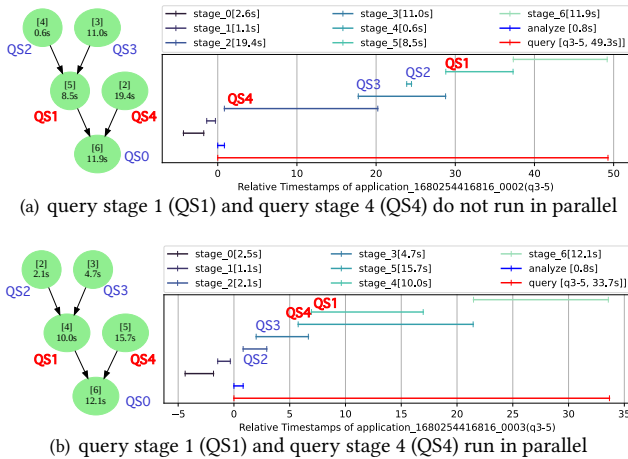 [4]
0.6s
[3]
11.0s
QS2
QS3
[5]
8.5s
[2]
19.4s
QS1
QS4
[6]
11.9s
QS0
stage_0[2.6s]
stage_1[1.1s]
stage_2[19.4s]
stage_3[11.0s]
stage_4[0.6s]
stage_5[8.5s]
stage_6[11.9s]
analyze [0.8s]
query [q3-5, 49.3s]]
QS1
QS2
QS3
QS4
0 10 20 30 40 50
Relative Timestamps of application_1680254416816_0002(q3-5)
(a) query stage 1 (QS1) and query stage 4 (QS4) do not run in parallel
[2]
2.1s
[3]
4.7s
QS2
QS3
[4]
10.0s
[5]
15.7s
QS1
QS4
[6]
12.1s
QS0
stage_0[2.5s]
stage_1[1.1s]
stage_2[2.1s]
stage_3[4.7s]
stage_5[15.7s]
stage_4[10.0s]
stage_6[12.1s]
analyze [0.8s]
query [q3-5, 33.7s]]
QS1
QS4
QS3
QS2
−5 0 5 10 15 20 25 30 35
Relative Timestamps of application_1680254416816_0003(q3-5)
(b) query stage 1 (QS1) and query stage 4 (QS4) run in parallel